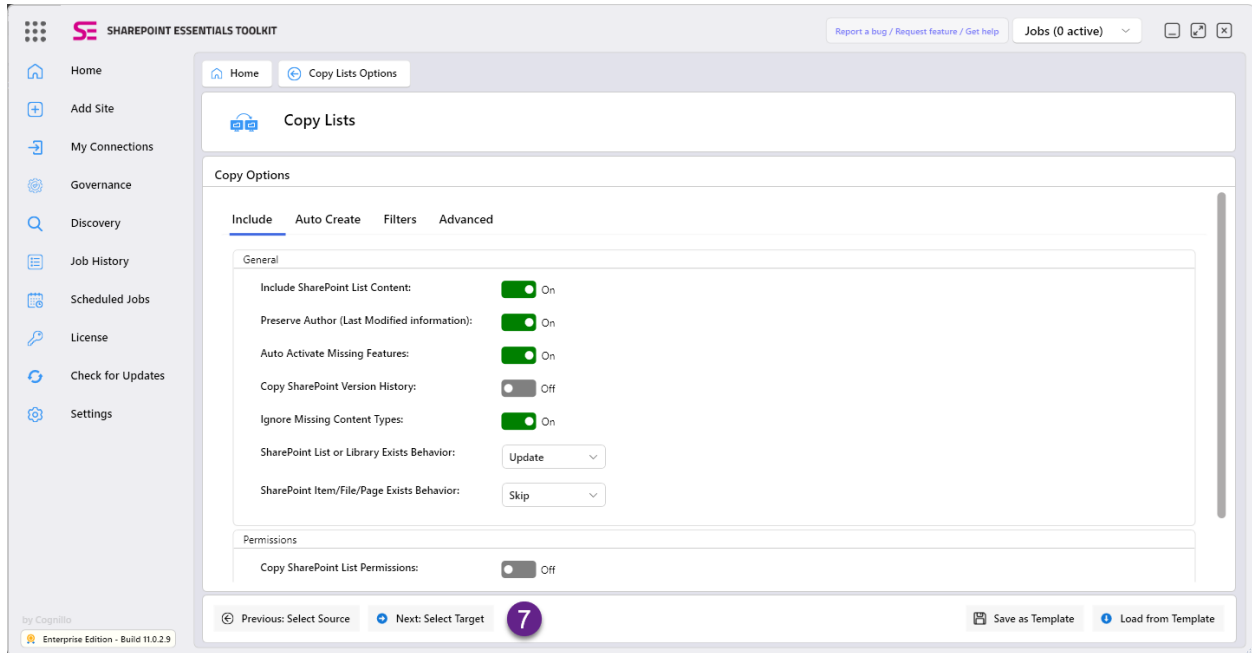 SE SHAREPOINT ESSENTIALS TOOLKIT
Report a bug / Request feature / Get help
Jobs (0 active)
Home
Add Site
My Connections
Governance
Discovery
Job History
Scheduled Jobs
License
Check for Updates
Settings
by Cognillo
Enterprise Edition - Build 11.0.2.9
Home
Copy Lists Options
Copy Lists
Copy Options
Include Auto Create Filters Advanced
General
Include SharePoint List Content: On
Preserve Author (Last Modified information): On
Auto Activate Missing Features: On
Copy SharePoint Version History: Off
Ignore Missing Content Types: On
SharePoint List or Library Exists Behavior: Update
SharePoint Item/File/Page Exists Behavior: Skip
Permissions
Copy SharePoint List Permissions: Off
Previous: Select Source
Next: Select Target
7
Save as Template
Load from Template